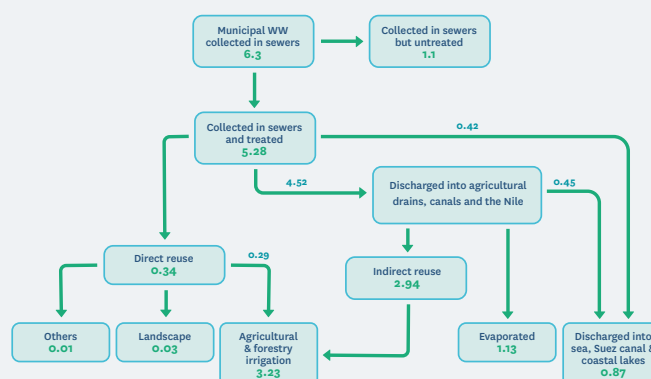 Municipal WW
collected in sewers
6.3
Collected in sewers
but untreated
1.1
Collected in sewers
and treated
5.28
0.42
4.52
Discharged into agricultural
drains, canals and the Nile
0.45
Direct reuse
0.34
0.29
Indirect reuse
2.94
Others
0.01
Landscape
0.03
Agricultural
& forestry
irrigation
3.23
Evaporated
1.13
Discharged into
sea, Suez canal &
coastal lakes
0.87